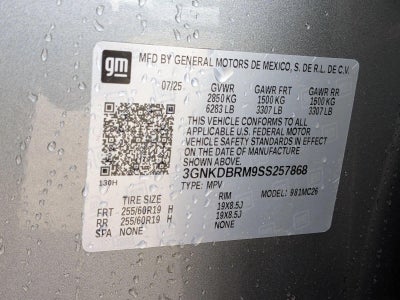 gm
MFD BY GENERAL MOTORS DE MEXICO, S. DE R.L. DE C.V.
07/25 GVWR GAWR FRT GAWR RR
2850 KG 1500 KG 1500 KG
6283 LB 3307 LB 3307 LB
THIS VEHICLE CONFORMS TO ALL
APPLICABLE U.S. FEDERAL MOTOR
VEHICLE SAFETY STANDARDS IN EFFECT
ON THE DATE OF MANUFACTURE SHOWN ABOVE.
3GNKDBRM9SS257868
130H TYPE: MPV MODEL: 981MC26
TIRE SIZE RIM
FRT 255/60R19 H 19X8.5J
RR 255/60R19 H 19X8.5J
SPA NONE NONE